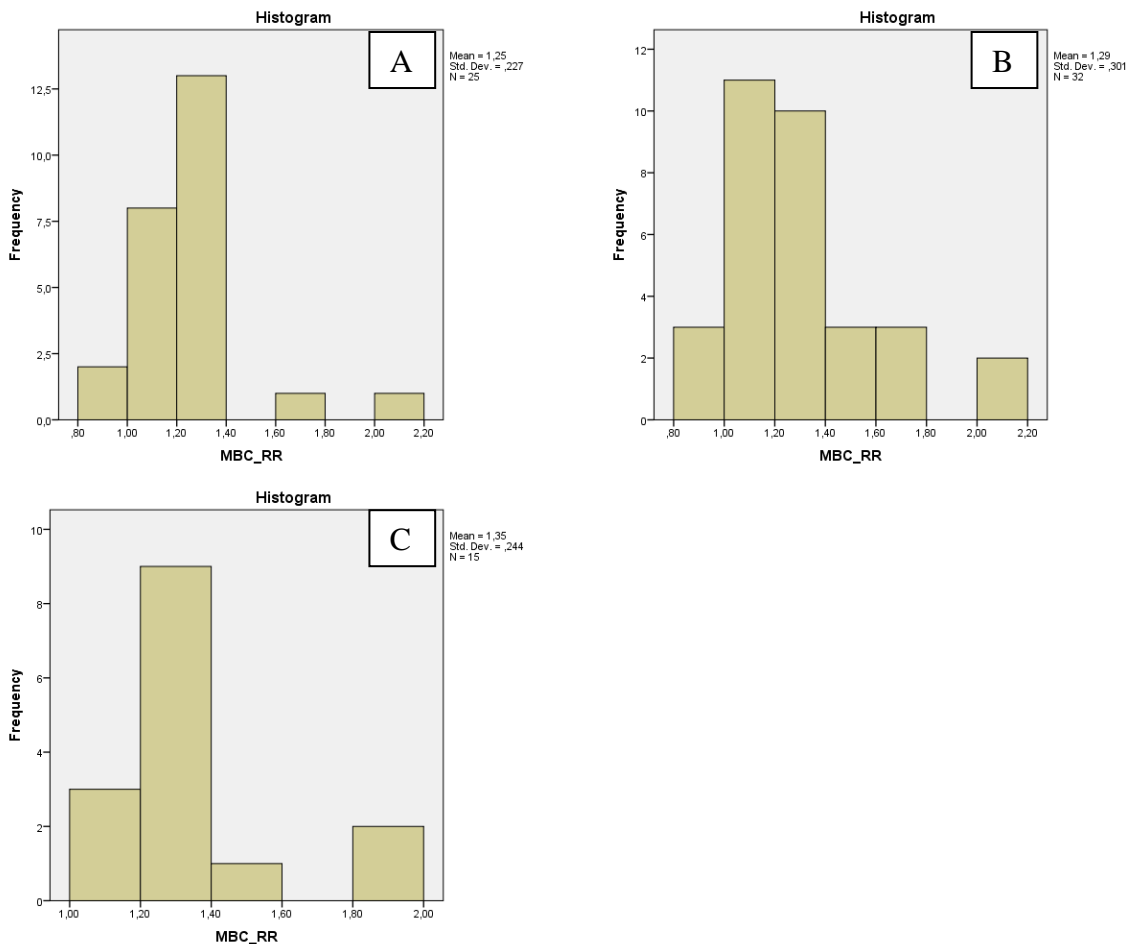 Histogram
A
Mean = 1,25
Std. Dev. = ,227
N = 25
12,5
10,0
7,5
5,0
2,5
0,0
Frequency
,80 1,00 1,20 1,40 1,60 1,80 2,00 2,20
MBC_RR
Histogram
B
Mean = 1,29
Std. Dev. = ,301
N = 32
12
10
8
6
4
2
0
Frequency
,80 1,00 1,20 1,40 1,60 1,80 2,00 2,20
MBC_RR
Histogram
C
Mean = 1,35
Std. Dev. = ,244
N = 15
10
8
6
4
2
0
Frequency
1,00 1,20 1,40 1,60 1,80 2,00
MBC_RR